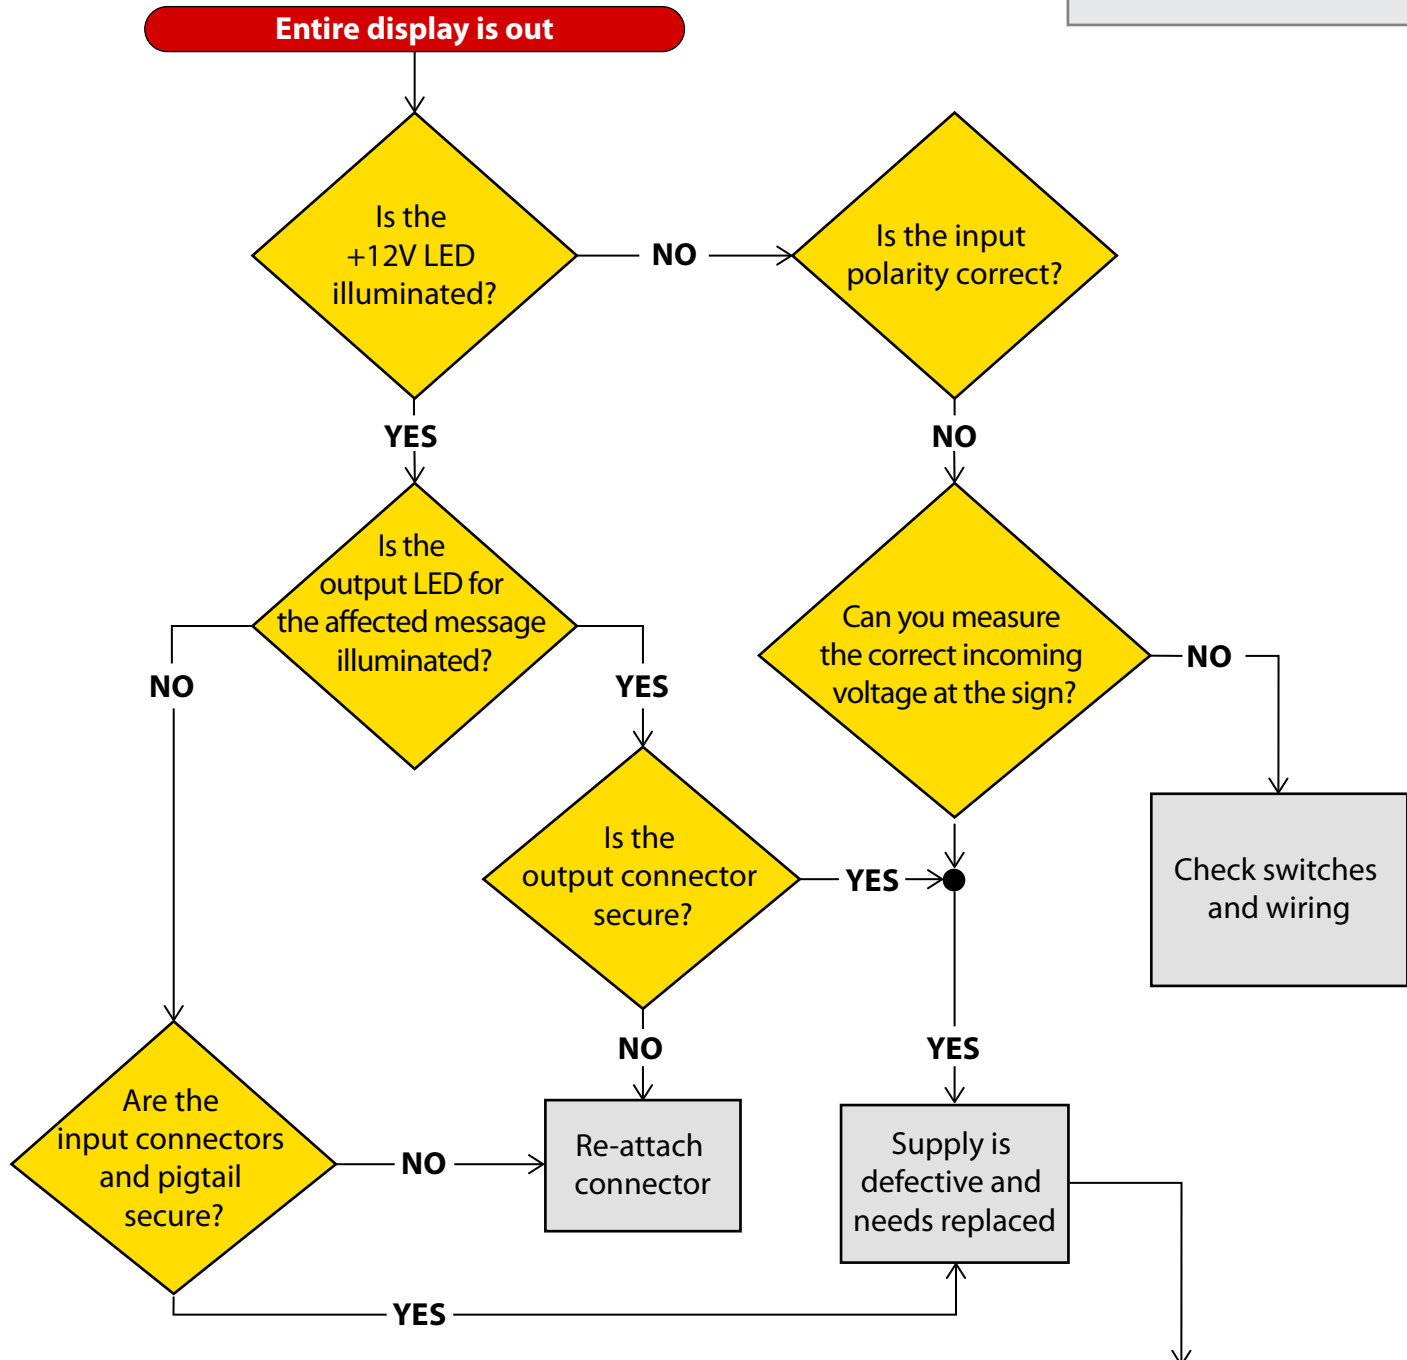 Entire display is out
Is the
+12V LED
illuminated?
NO
Is the input
polarity correct?
YES
NO
Is the
output LED for
the affected message
illuminated?
Can you measure
the correct incoming
voltage at the sign?
NO
NO
YES
Is the
output connector
secure?
YES
Check switches
and wiring
NO
YES
Are the
input connectors
and pigtail
secure?
NO
Re-attach
connector
Supply is
defective and
needs replaced
YES